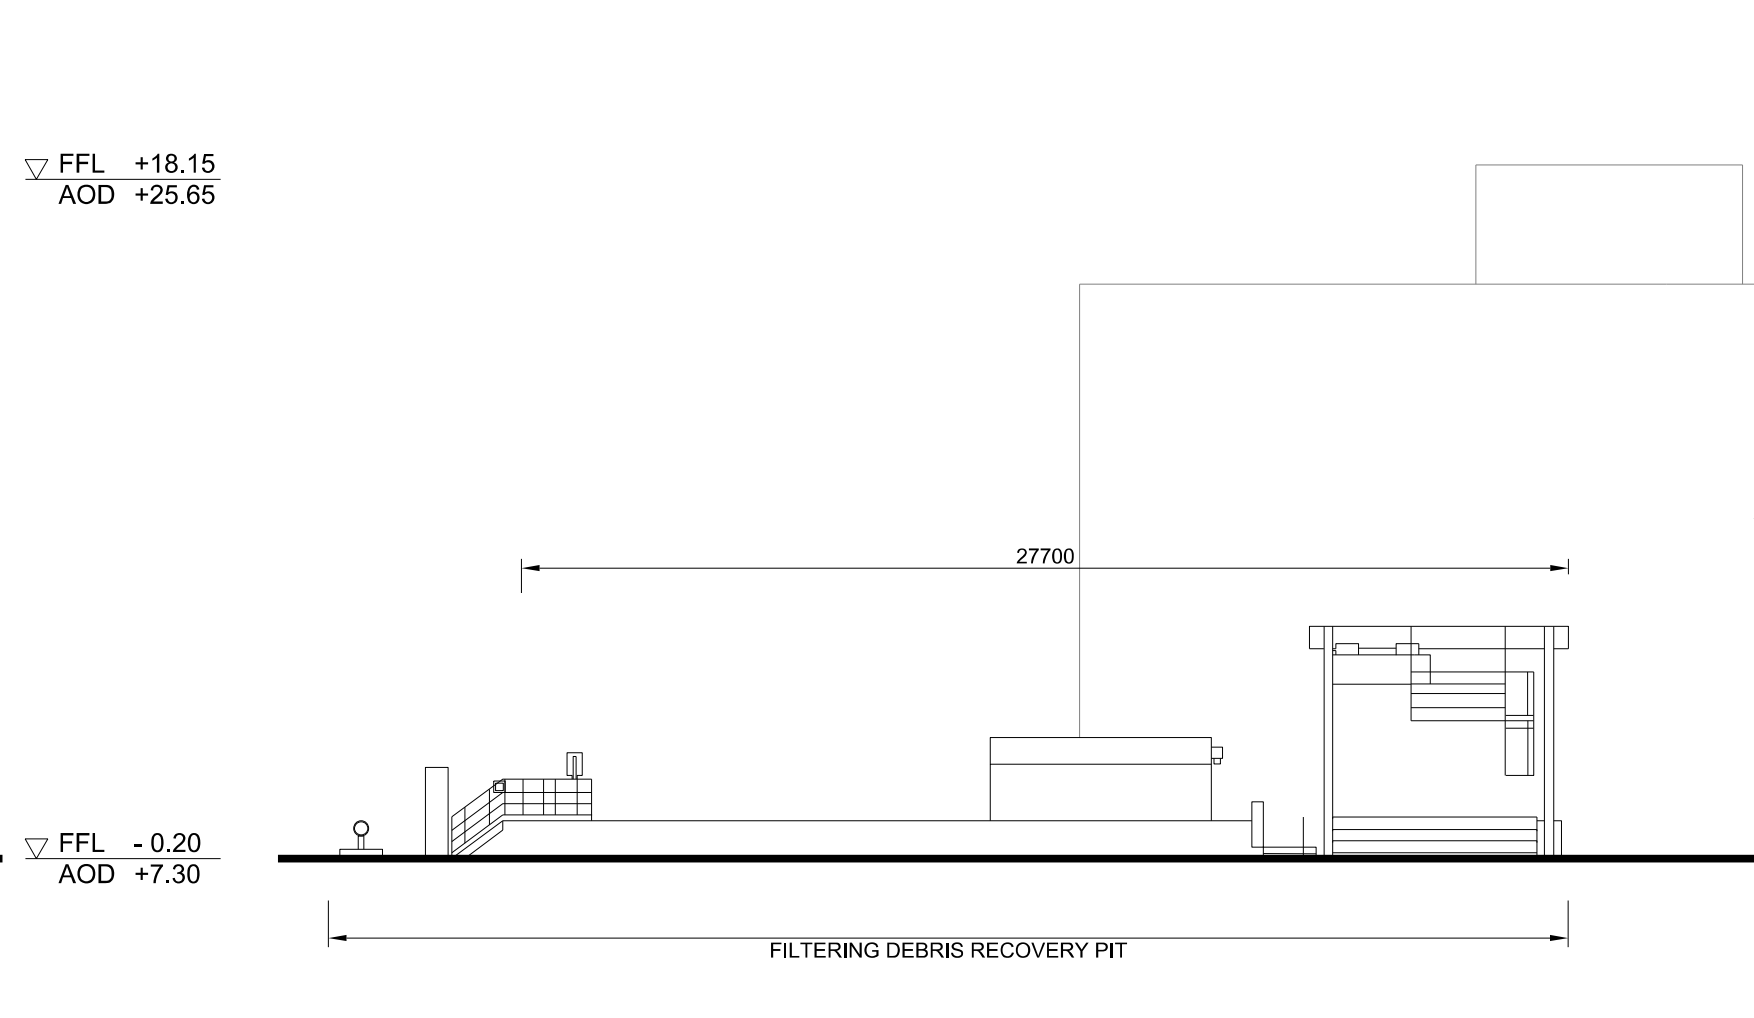 FFL +18.15
AOD +25.65
27700
FFL - 0.20
AOD +7.30
FILTERING DEBRIS RECOVERY PIT